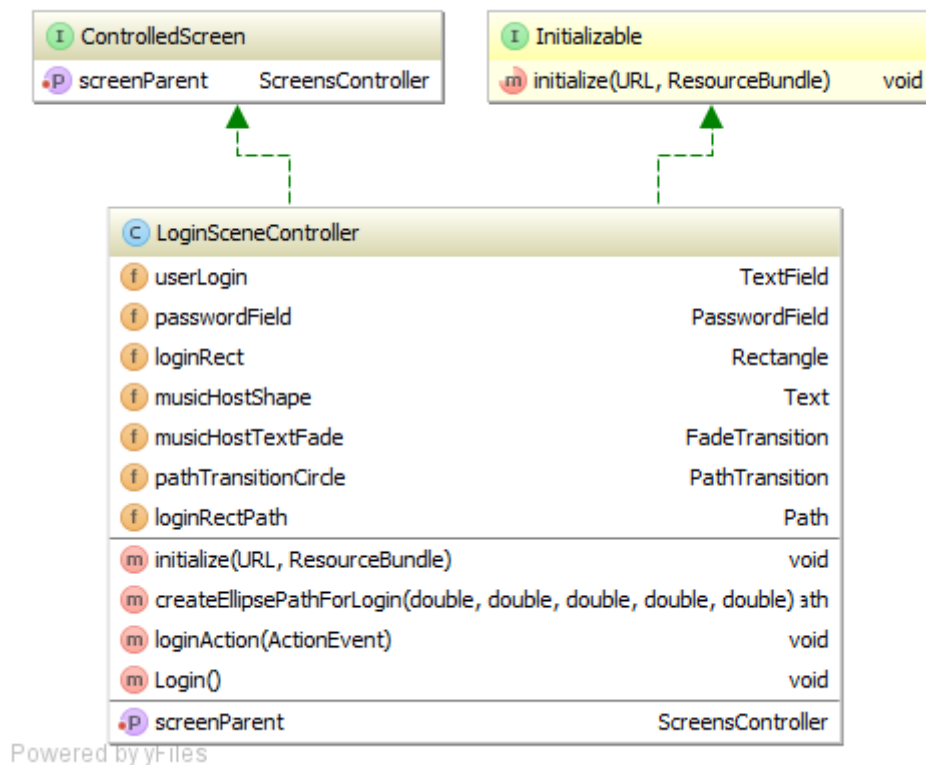 I ControlledScreen
P screenParent ScreensController
I Initializable
m initialize(URL, ResourceBundle) void
C LoginSceneController
f userLogin TextField
f passwordField PasswordField
f loginRect Rectangle
f musicHostShape Text
f musicHostTextFade FadeTransition
f pathTransitionCircle PathTransition
f loginRectPath Path
m initialize(URL, ResourceBundle) void
m createEllipsePathForLogin(double, double, double, double, double) ath
m loginAction(ActionEvent) void
m Login() void
P screenParent ScreensController
Powered by yFiles